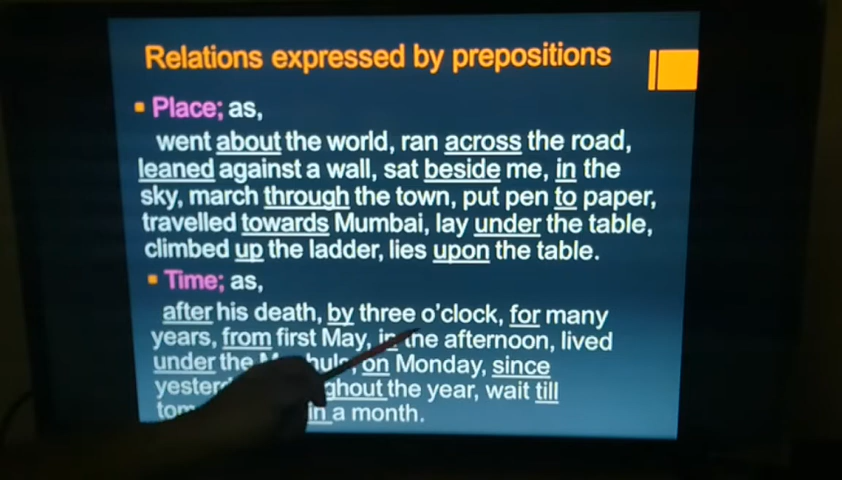 Relations expressed by prepositions
Place; as,
went about the world, ran across the road,
leaned against a wall, sat beside me, in the
sky, march through the town, put pen to paper,
travelled towards Mumbai, lay under the table,
climbed up the ladder, lies upon the table.
Time; as,
after his death, by three o'clock, for many
years, from first May, in the afternoon, lived
under the on Monday, since
the year, wait till
in a month.